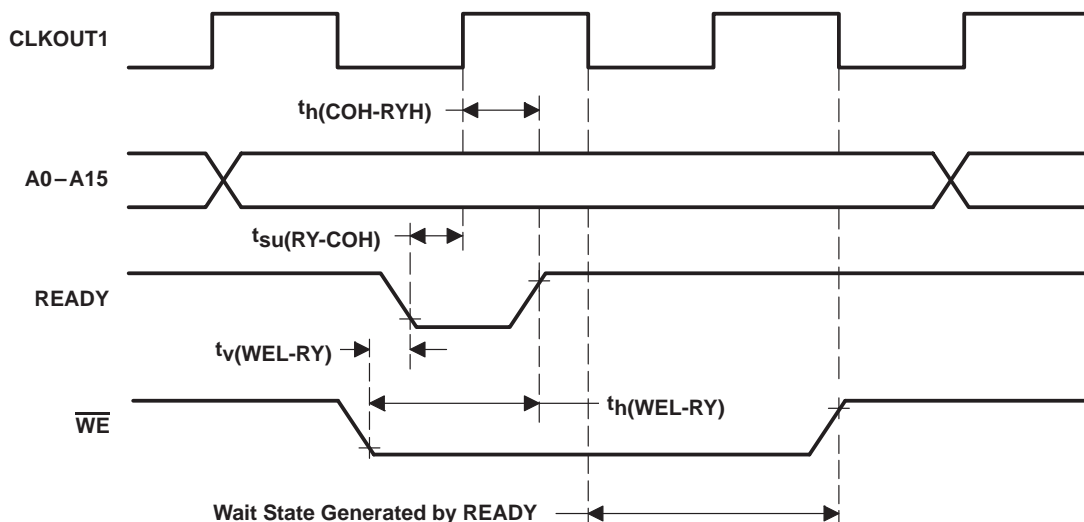 CLKOUT1
th(COH-RYH)
A0–A15
tsu(RY-COH)
READY
tv(WEL-RY)
th(WEL-RY)
WE
Wait State Generated by READY